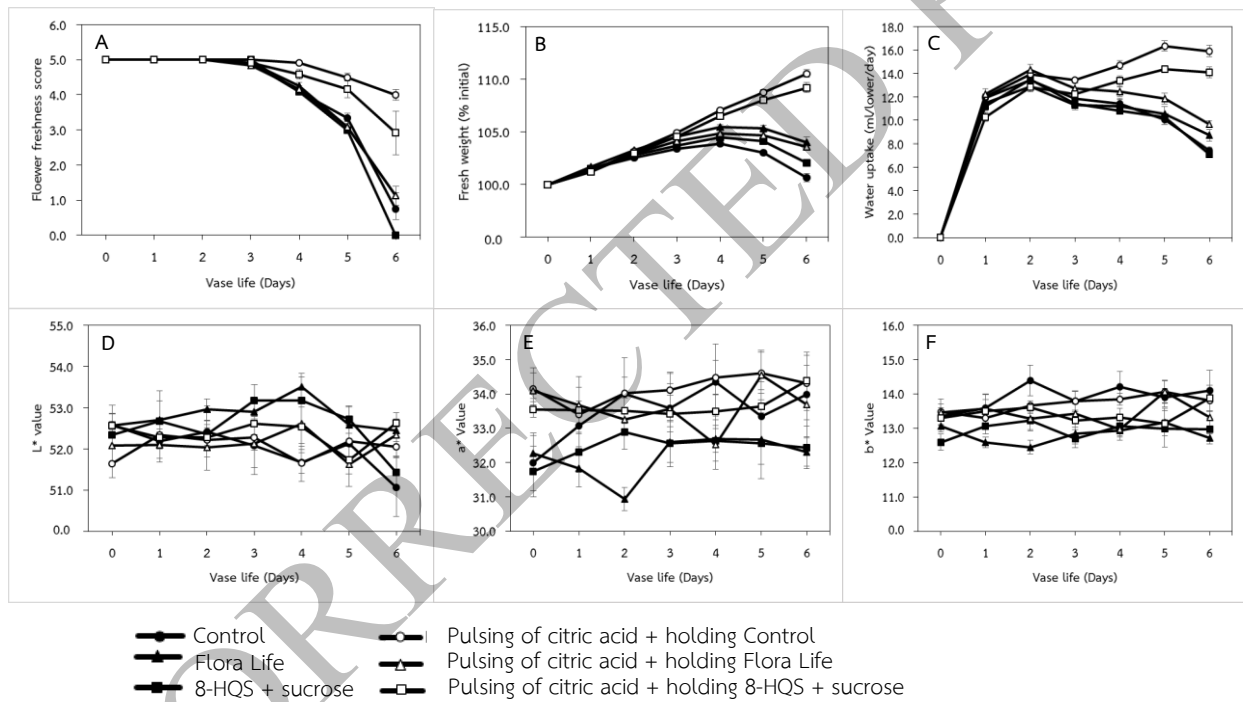 A
Floewer freshness score
6.0
5.0
4.0
3.0
2.0
1.0
0.0
0 1 2 3 4 5 6
Vase life (Days)
B
Fresh weight (% initial)
115.0
110.0
105.0
100.0
0.0
0 1 2 3 4 5 6
Vase life (Days)
C
Water uptake (ml/lower/day)
18.0
16.0
14.0
12.0
10.0
8.0
6.0
4.0
2.0
0.0
0 1 2 3 4 5 6
Vase life (Days)
D
L* value
55.0
54.0
53.0
52.0
51.0
0.0
0 1 2 3 4 5 6
Vase life (Days)
E
a* Value
36.0
35.0
34.0
33.0
32.0
31.0
30.0
0 1 2 3 4 5 6
Vase life (Days)
F
b* Value
16.0
15.0
14.0
13.0
12.0
0.0
0 1 2 3 4 5 6
Vase life (Days)
Control
Flora Life
8-HQS + sucrose
Pulsing of citric acid + holding Control
Pulsing of citric acid + holding Flora Life
Pulsing of citric acid + holding 8-HQS + sucrose
ORRECTED P